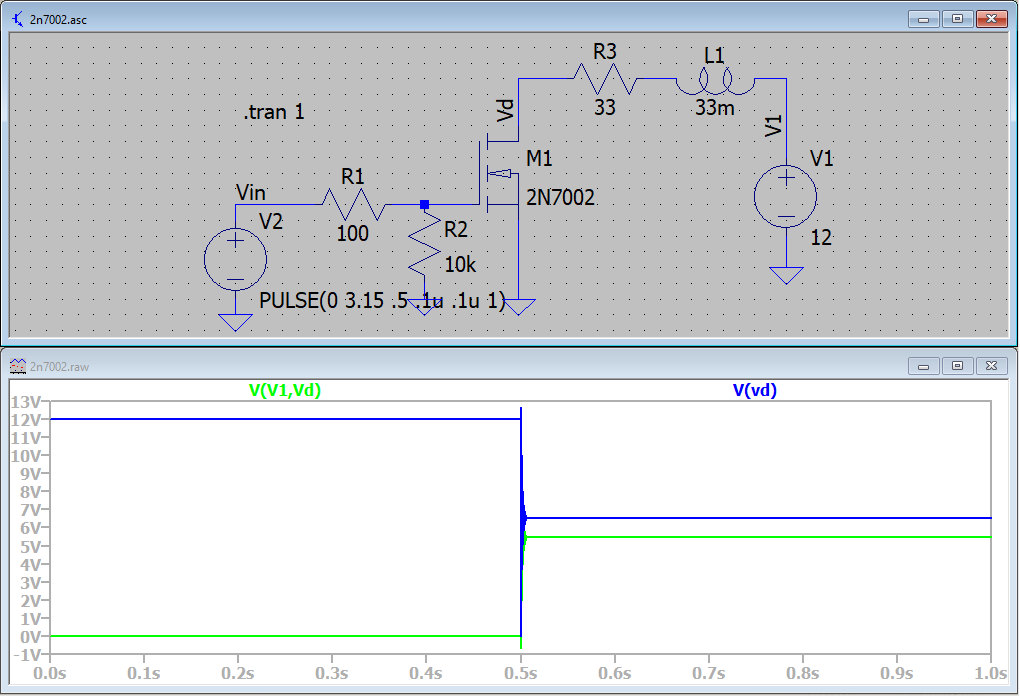 2n7002.asc
R3
L1
Vd
.tran 1
33
33m
V1
M1
V1
R1
Vin
2N7002
V2
R2
100
12
10k
PULSE(0 3.15 .5 .1u .1u 1)
2n7002.raw
V(V1,Vd)
V(vd)
13V
12V
11V
10V
9V
8V
7V
6V
5V
4V
3V
2V
1V
0V
-1V
0.0s 0.1s 0.2s 0.3s 0.4s 0.5s 0.6s 0.7s 0.8s 0.9s 1.0s